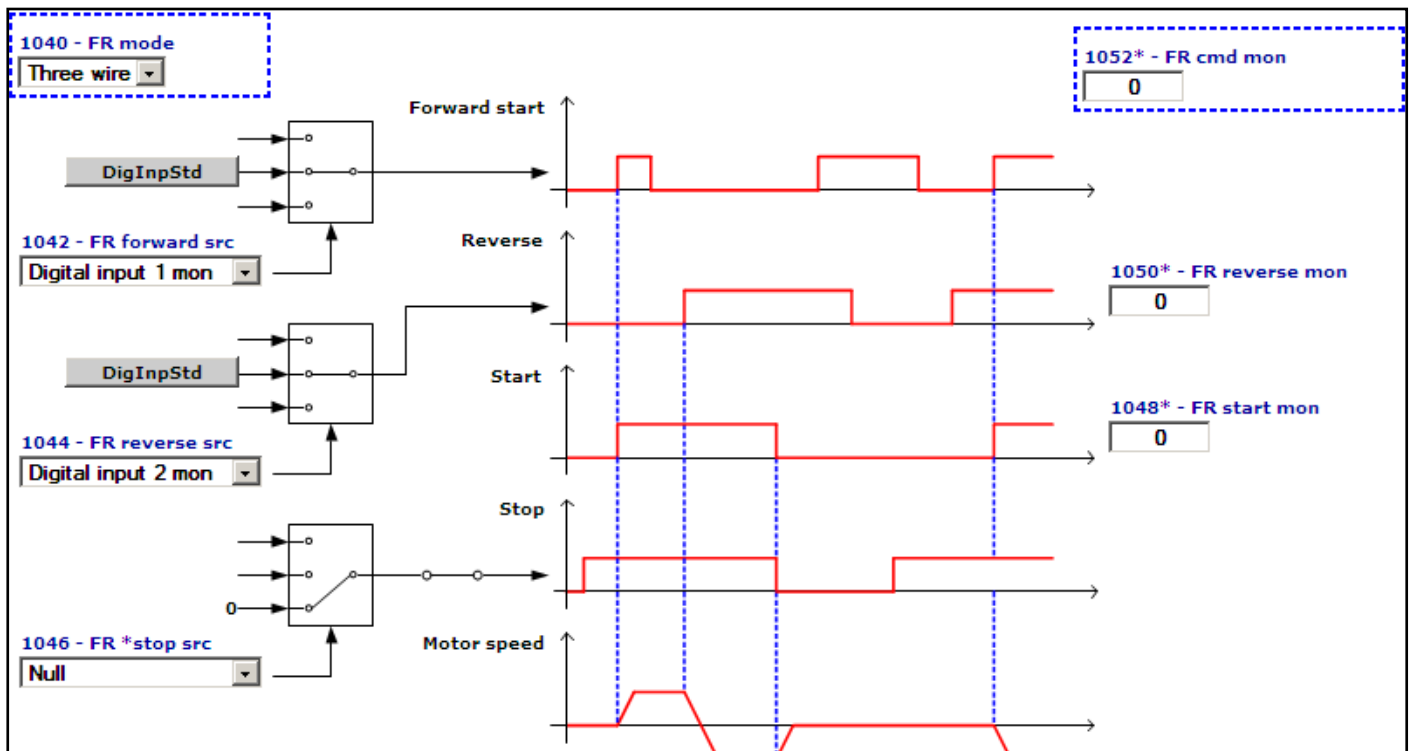 1040 - FR mode
Three wire
1052* - FR cmd mon
0
Forward start
DigInpStd
1042 - FR forward src
Digital input 1 mon
Reverse
1050* - FR reverse mon
0
DigInpStd
Start
1048* - FR start mon
0
1044 - FR reverse src
Digital input 2 mon
Stop
0
1046 - FR *stop src
Null
Motor speed